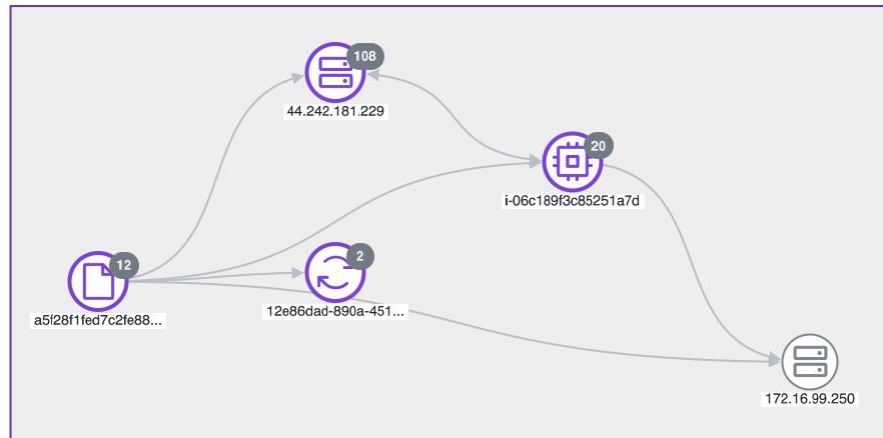 108
44.242.181.229
20
i-06c189f3c85251a7d
12
a5f28f1fed7c2fe88...
2
12e86dad-890a-451...
172.16.99.250